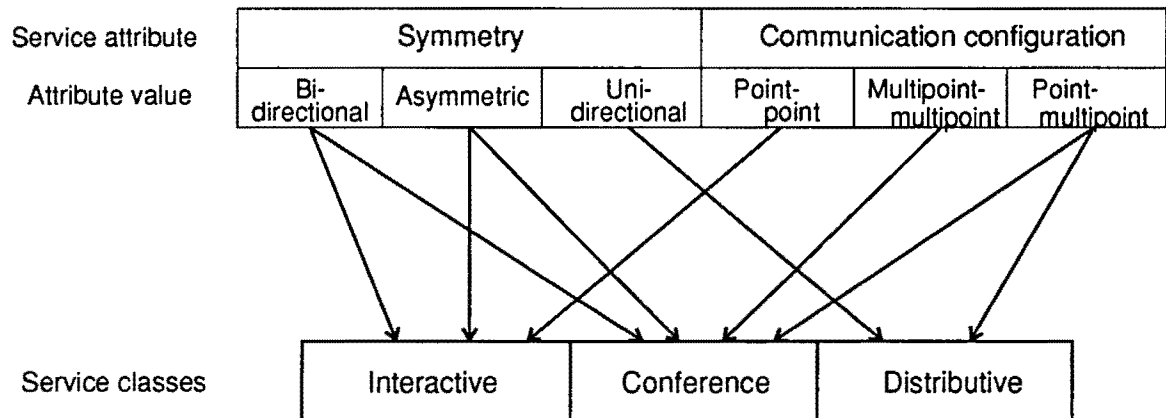 Service attribute Symmetry Communication configuration
Attribute value Bi- Asymmetric Uni- Point- Multipoint- Point-
directional directional point multipoint multipoint
Service classes Interactive Conference Distributive